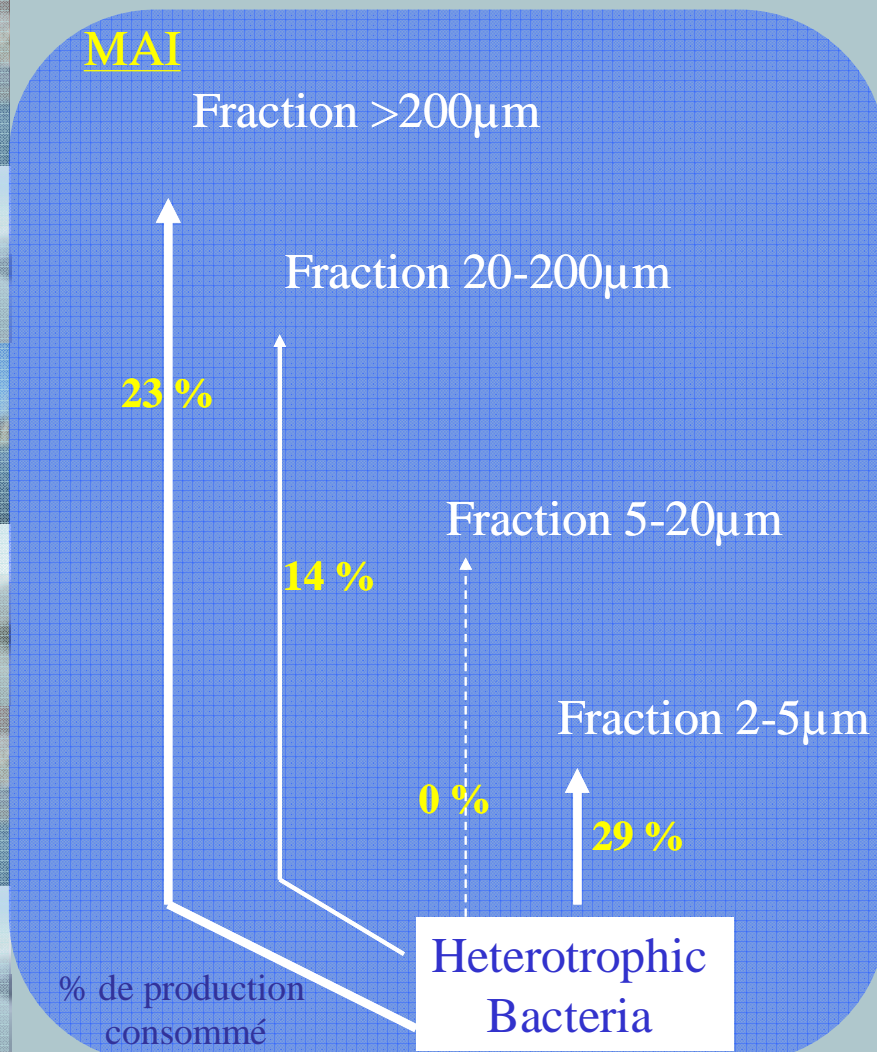 MAI
Fraction >200µm
Fraction 20-200µm
23 %
Fraction 5-20µm
14 %
Fraction 2-5µm
0 %
29 %
Heterotrophic
Bacteria
% de production
consommé